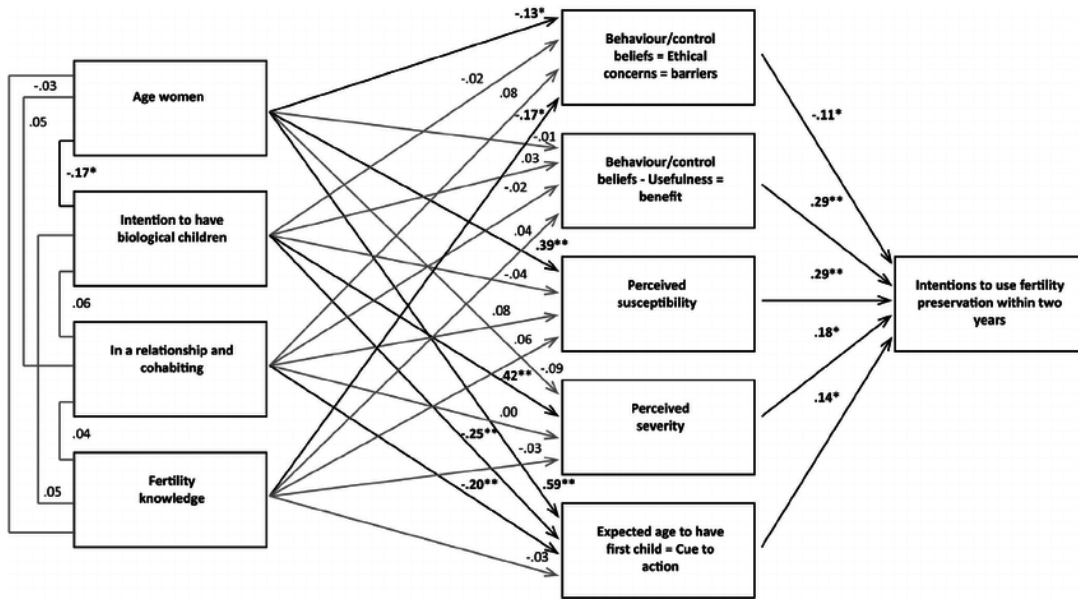 -.13*
Behaviour/control
beliefs = Ethical
concerns = barriers
-.03
Age women
-.02
.08
.05
-.17*
-.11*
-.01
Behaviour/control
beliefs - Usefulness =
benefit
.03
-.17*
-.02
Intention to have
biological children
.29**
.04
.39**
Perceived
susceptibility
-.04
.29**
Intentions to use fertility
preservation within two
years
.06
.08
In a relationship and
cohabiting
.06
.18*
-.09
.42**
.14*
Perceived
severity
.00
.04
-.25**
-.03
Fertility
knowledge
.05
-.20**
.59**
Expected age to have
first child = Cue to
action
-.03